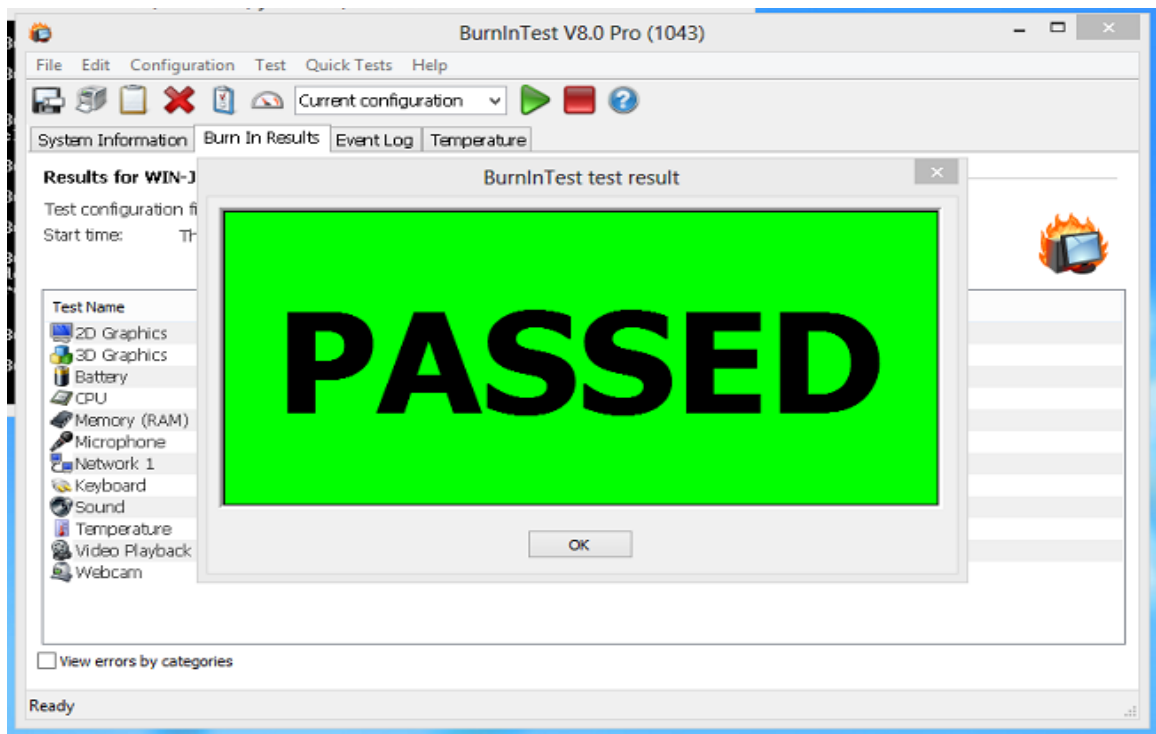 BurnInTest V8.0 Pro (1043)
File Edit Configuration Test Quick Tests Help
Current configuration
System Information Burn In Results Event Log Temperature
Results for WIN-J
BurnInTest test result
Test configuration
Start time:
PASSED
Test Name
2D Graphics
3D Graphics
Battery
CPU
Memory (RAM)
Microphone
Network 1
Keyboard
Sound
Temperature
Video Playback
Webcam
OK
View errors by categories
Ready